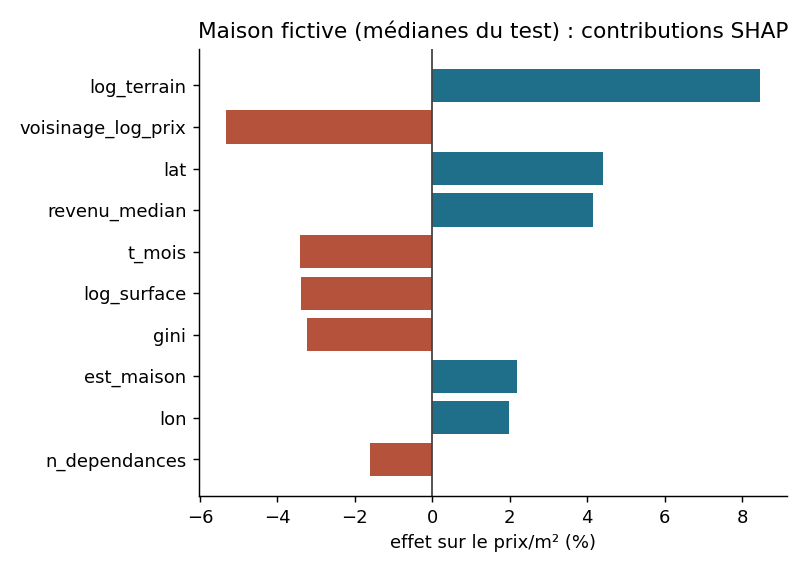 Maison fictive (médianes du test) : contributions SHAP
log_terrain
voisinage_log_prix
lat
revenu_median
t_mois
log_surface
gini
est_maison
lon
n_dependances
−6 −4 −2 0 2 4 6 8
effet sur le prix/m² (%)